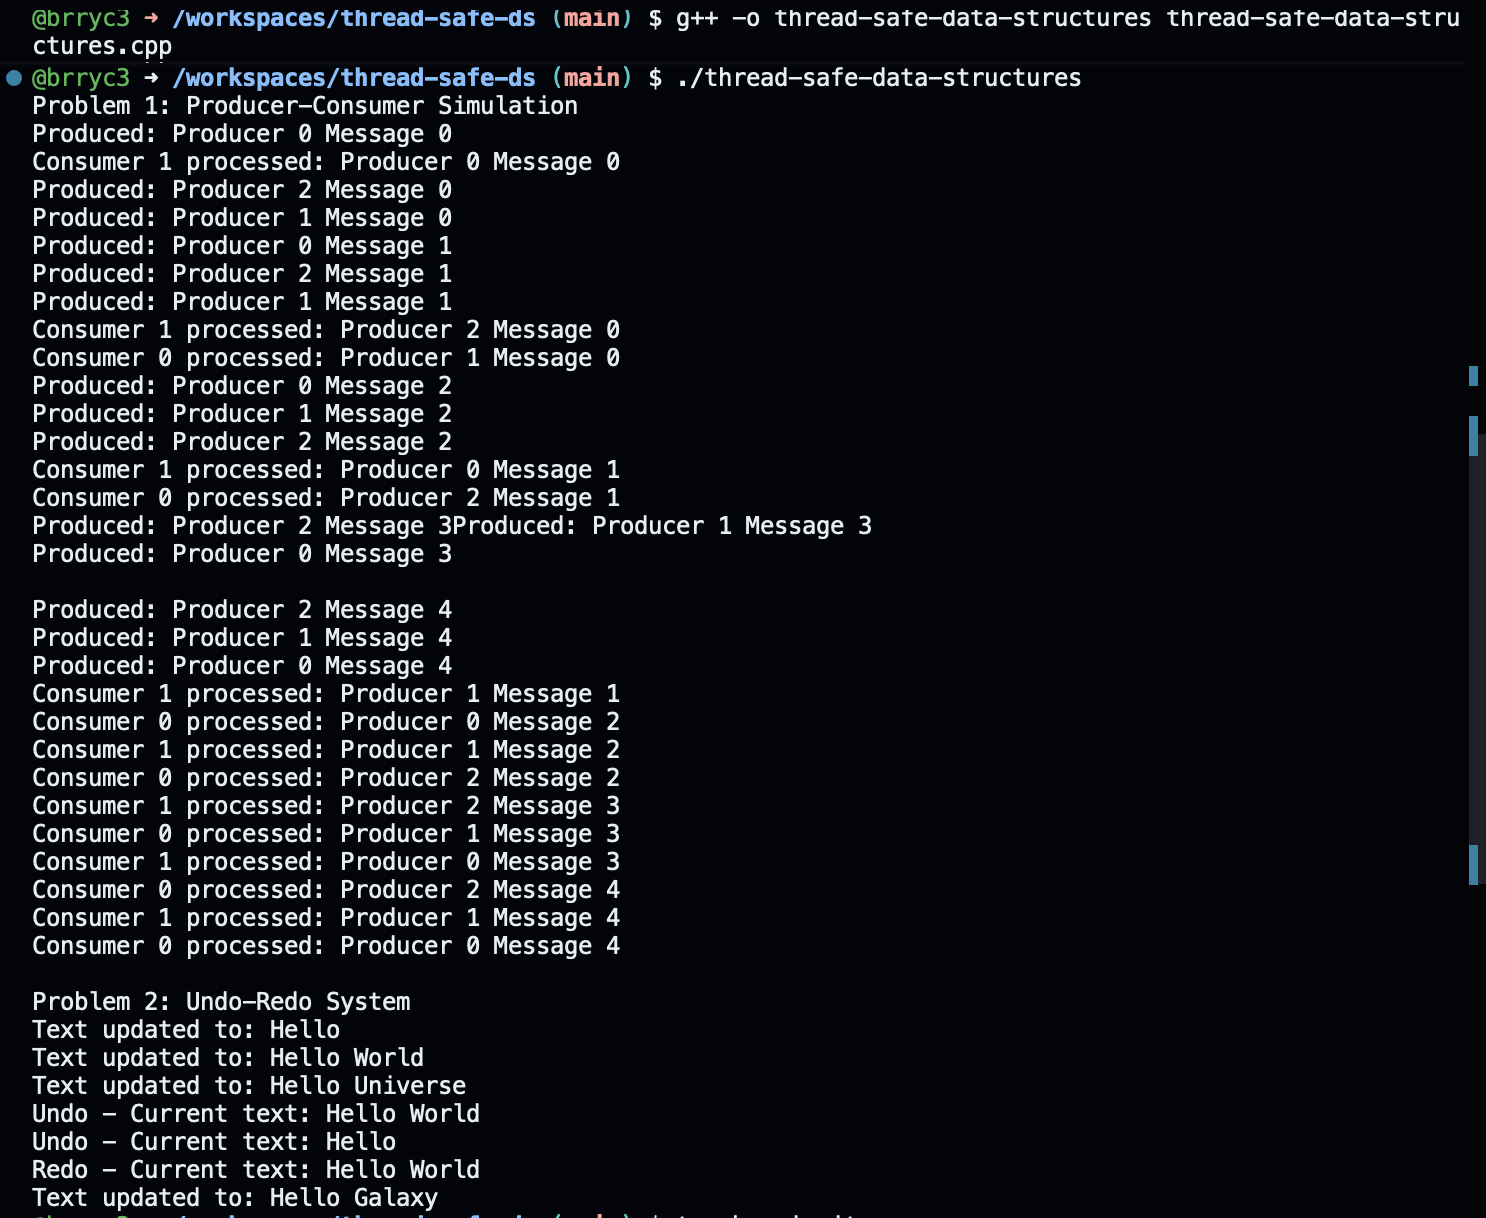 @brryc3 → /workspaces/thread-safe-ds (main) $ g++ -o thread-safe-data-structures thread-safe-data-stru
ctures.cpp
@brryc3 → /workspaces/thread-safe-ds (main) $ ./thread-safe-data-structures
Problem 1: Producer-Consumer Simulation
Produced: Producer 0 Message 0
Consumer 1 processed: Producer 0 Message 0
Produced: Producer 2 Message 0
Produced: Producer 1 Message 0
Produced: Producer 0 Message 1
Produced: Producer 2 Message 1
Produced: Producer 1 Message 1
Consumer 1 processed: Producer 2 Message 0
Consumer 0 processed: Producer 1 Message 0
Produced: Producer 0 Message 2
Produced: Producer 1 Message 2
Produced: Producer 2 Message 2
Consumer 1 processed: Producer 0 Message 1
Consumer 0 processed: Producer 2 Message 1
Produced: Producer 2 Message 3Produced: Producer 1 Message 3
Produced: Producer 0 Message 3

Produced: Producer 2 Message 4
Produced: Producer 1 Message 4
Produced: Producer 0 Message 4
Consumer 1 processed: Producer 1 Message 1
Consumer 0 processed: Producer 0 Message 2
Consumer 1 processed: Producer 1 Message 2
Consumer 0 processed: Producer 2 Message 2
Consumer 1 processed: Producer 2 Message 3
Consumer 0 processed: Producer 1 Message 3
Consumer 1 processed: Producer 0 Message 3
Consumer 0 processed: Producer 2 Message 4
Consumer 1 processed: Producer 1 Message 4
Consumer 0 processed: Producer 0 Message 4

Problem 2: Undo-Redo System
Text updated to: Hello
Text updated to: Hello World
Text updated to: Hello Universe
Undo - Current text: Hello World
Undo - Current text: Hello
Redo - Current text: Hello World
Text updated to: Hello Galaxy